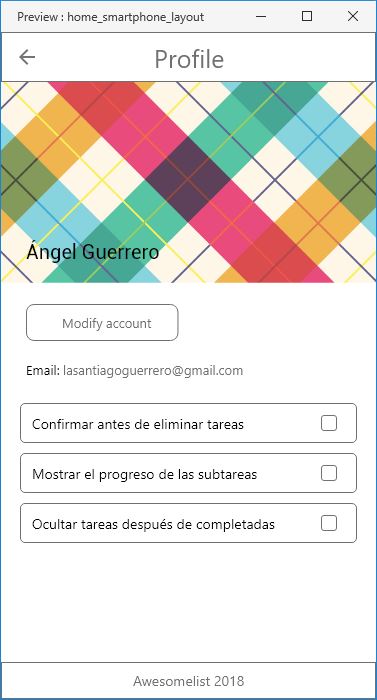 Preview : home_smartphone_layout
Profile
Ángel Guerrero
Modify account
Email: lasantiagoguerrero@gmail.com
Confirmar antes de eliminar tareas
Mostrar el progreso de las subtareas
Ocultar tareas después de completadas
Awesomelist 2018